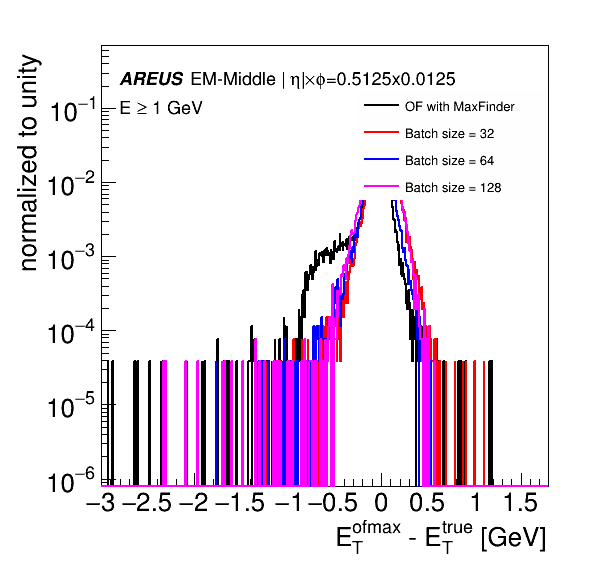 AREUS EM-Middle | η|×ϕ=0.5125x0.0125
E ≥ 1 GeV
OF with MaxFinder
Batch size = 32
Batch size = 64
Batch size = 128
normalized to unity
10⁻¹
10⁻²
10⁻³
10⁻⁴
10⁻⁵
10⁻⁶
−3 −2.5 −2 −1.5 −1 −0.5 0 0.5 1 1.5
E_T^ofmax - E_T^true [GeV]